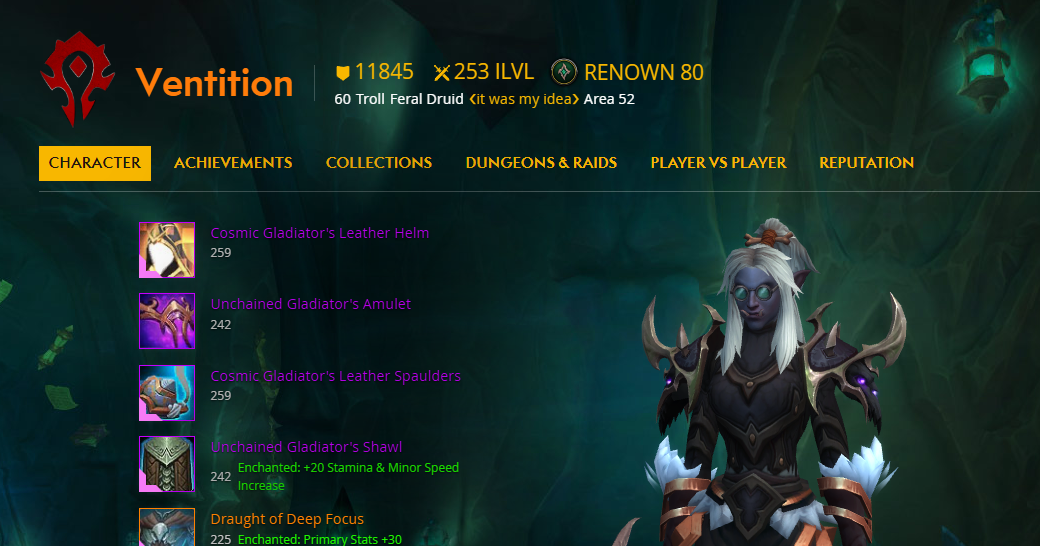 Ventition
11845 253 ILVL RENOWN 80
60 Troll Feral Druid <it was my idea> Area 52
CHARACTER ACHIEVEMENTS COLLECTIONS DUNGEONS & RAIDS PLAYER VS PLAYER REPUTATION
Cosmic Gladiator's Leather Helm
259
Unchained Gladiator's Amulet
242
Cosmic Gladiator's Leather Spaulders
259
Unchained Gladiator's Shawl
242 Enchanted: +20 Stamina & Minor Speed
Increase
Draught of Deep Focus
225 Enchanted: Primary Stats +30